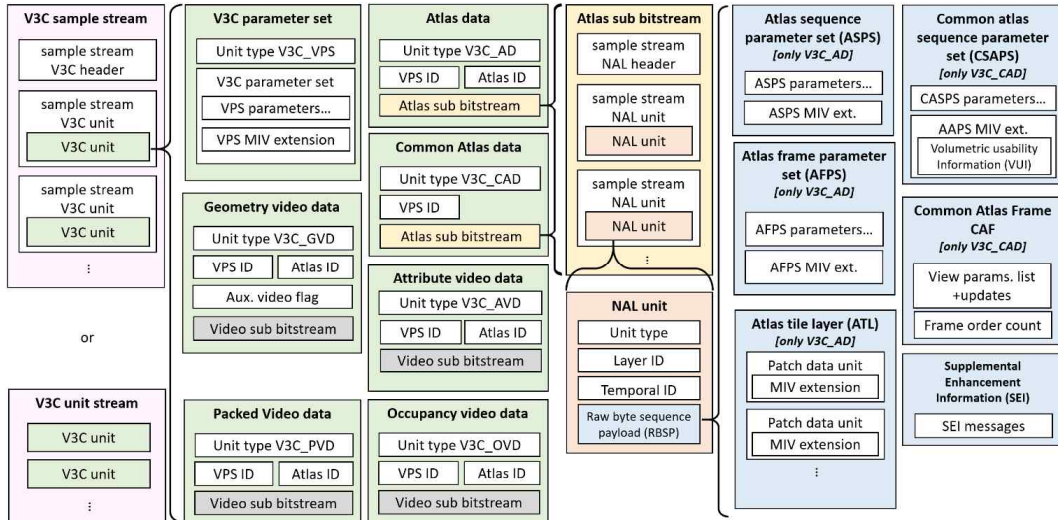 V3C sample stream
sample stream
V3C header
sample stream
V3C unit
V3C unit
sample stream
V3C unit
V3C unit
⋮
or
V3C unit stream
V3C unit
V3C unit
⋮
V3C parameter set
Unit type V3C_VPS
V3C parameter set
VPS parameters...
VPS MIV extension
Geometry video data
Unit type V3C_GVD
VPS ID
Atlas ID
Aux. video flag
Video sub bitstream
Packed Video data
Unit type V3C_PVD
VPS ID
Atlas ID
Video sub bitstream
Atlas data
Unit type V3C_AD
VPS ID
Atlas ID
Atlas sub bitstream
Common Atlas data
Unit type V3C_CAD
VPS ID
Atlas sub bitstream
Attribute video data
Unit type V3C_AVD
VPS ID
Atlas ID
Video sub bitstream
Occupancy video data
Unit type V3C_OVD
VPS ID
Atlas ID
Video sub bitstream
Atlas sub bitstream
sample stream
NAL header
sample stream
NAL unit
NAL unit
sample stream
NAL unit
NAL unit
⋮
NAL unit
Unit type
Layer ID
Temporal ID
Raw byte sequence
payload (RBSP)
Atlas sequence
parameter set (ASPS)
[only V3C_AD]
ASPS parameters...
ASPS MIV ext.
Atlas frame parameter
set (AFPS)
[only V3C_AD]
AFPS parameters...
AFPS MIV ext.
Atlas tile layer (ATL)
[only V3C_AD]
Patch data unit
MIV extension
Patch data unit
MIV extension
⋮
Common atlas
sequence parameter
set (CSAPS)
[only V3C_CAD]
CASPS parameters...
AAPS MIV ext.
Volumetric usability
Information (VUI)
Common Atlas Frame
CAF
[only V3C_CAD]
View params. list
+updates
Frame order count
Supplemental
Enhancement
Information (SEI)
SEI messages